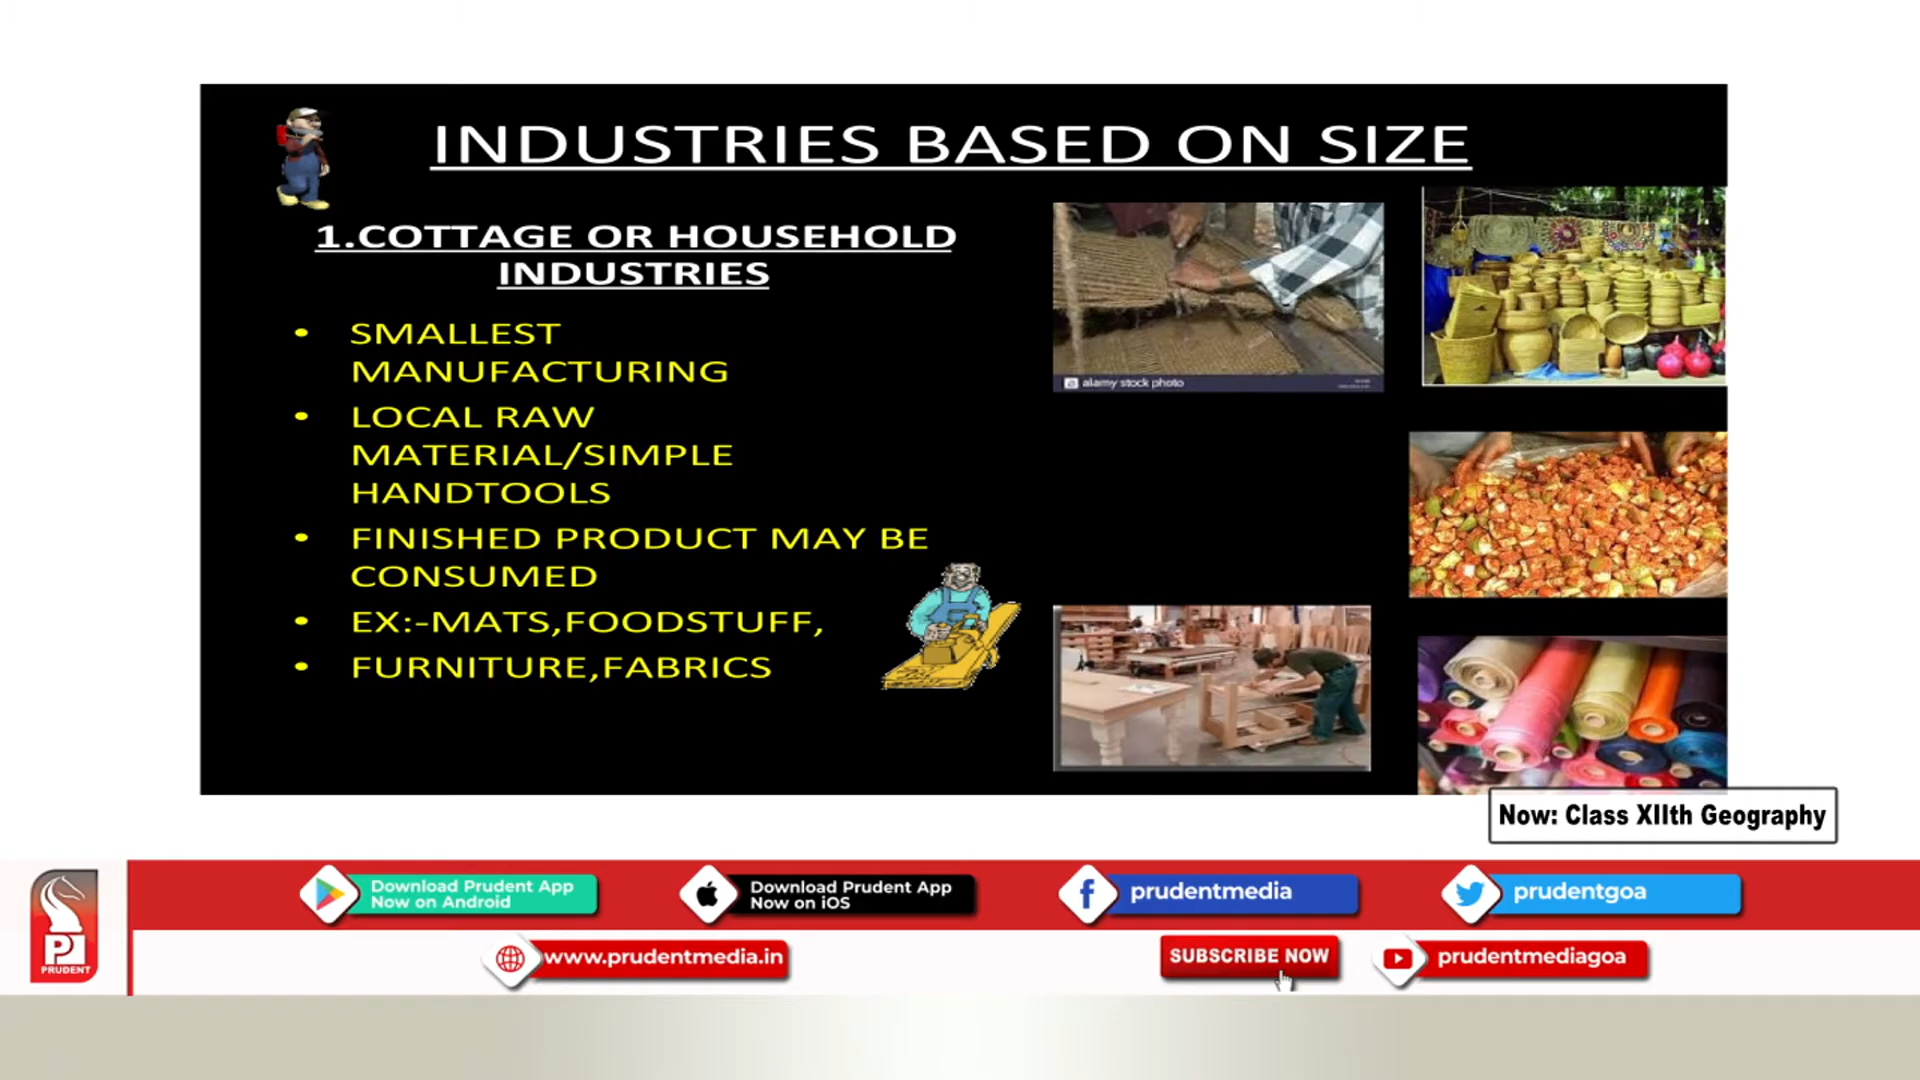 INDUSTRIES BASED ON SIZE
1.COTTAGE OR HOUSEHOLD
INDUSTRIES
• SMALLEST
MANUFACTURING
• LOCAL RAW
MATERIAL/SIMPLE
HANDTOOLS
• FINISHED PRODUCT MAY BE
CONSUMED
• EX:-MATS,FOODSTUFF,
• FURNITURE,FABRICS
alamy stock photo
Now: Class XIIth Geography
Download Prudent App
Now on Android
Download Prudent App
Now on iOS
prudentmedia
prudentgoa
PRUDENT
www.prudentmedia.in
SUBSCRIBE NOW
prudentmediagoa